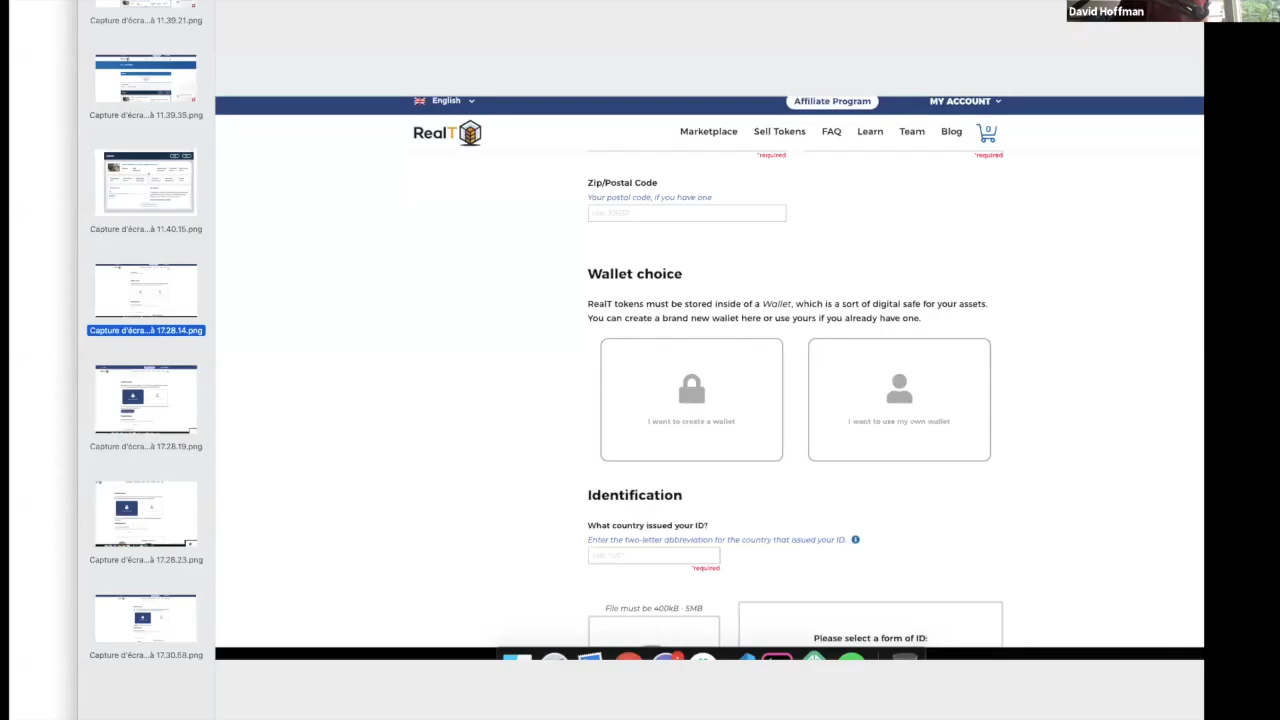 David Hoffman
Capture d'écra...à 11.39.21.png
Capture d'écra...à 11.39.35.png
Capture d'écra...à 11.40.15.png
Capture d'écra...à 17.28.14.png
Capture d'écra...à 17.28.19.png
Capture d'écra...à 17.28.23.png
Capture d'écra...à 17.30.58.png
English
Affiliate Program
MY ACCOUNT
RealT
Marketplace
Sell Tokens
FAQ
Learn
Team
Blog
0
*required
*required
Zip/Postal Code
Your postal code, if you have one
Wallet choice
RealT tokens must be stored inside of a Wallet, which is a sort of digital safe for your assets.
You can create a brand new wallet here or use yours if you already have one.
I want to create a wallet
I want to use my own wallet
Identification
What country issued your ID?
Enter the two-letter abbreviation for the country that issued your ID.
*required
File must be 400kB - 5MB
Please select a form of ID: